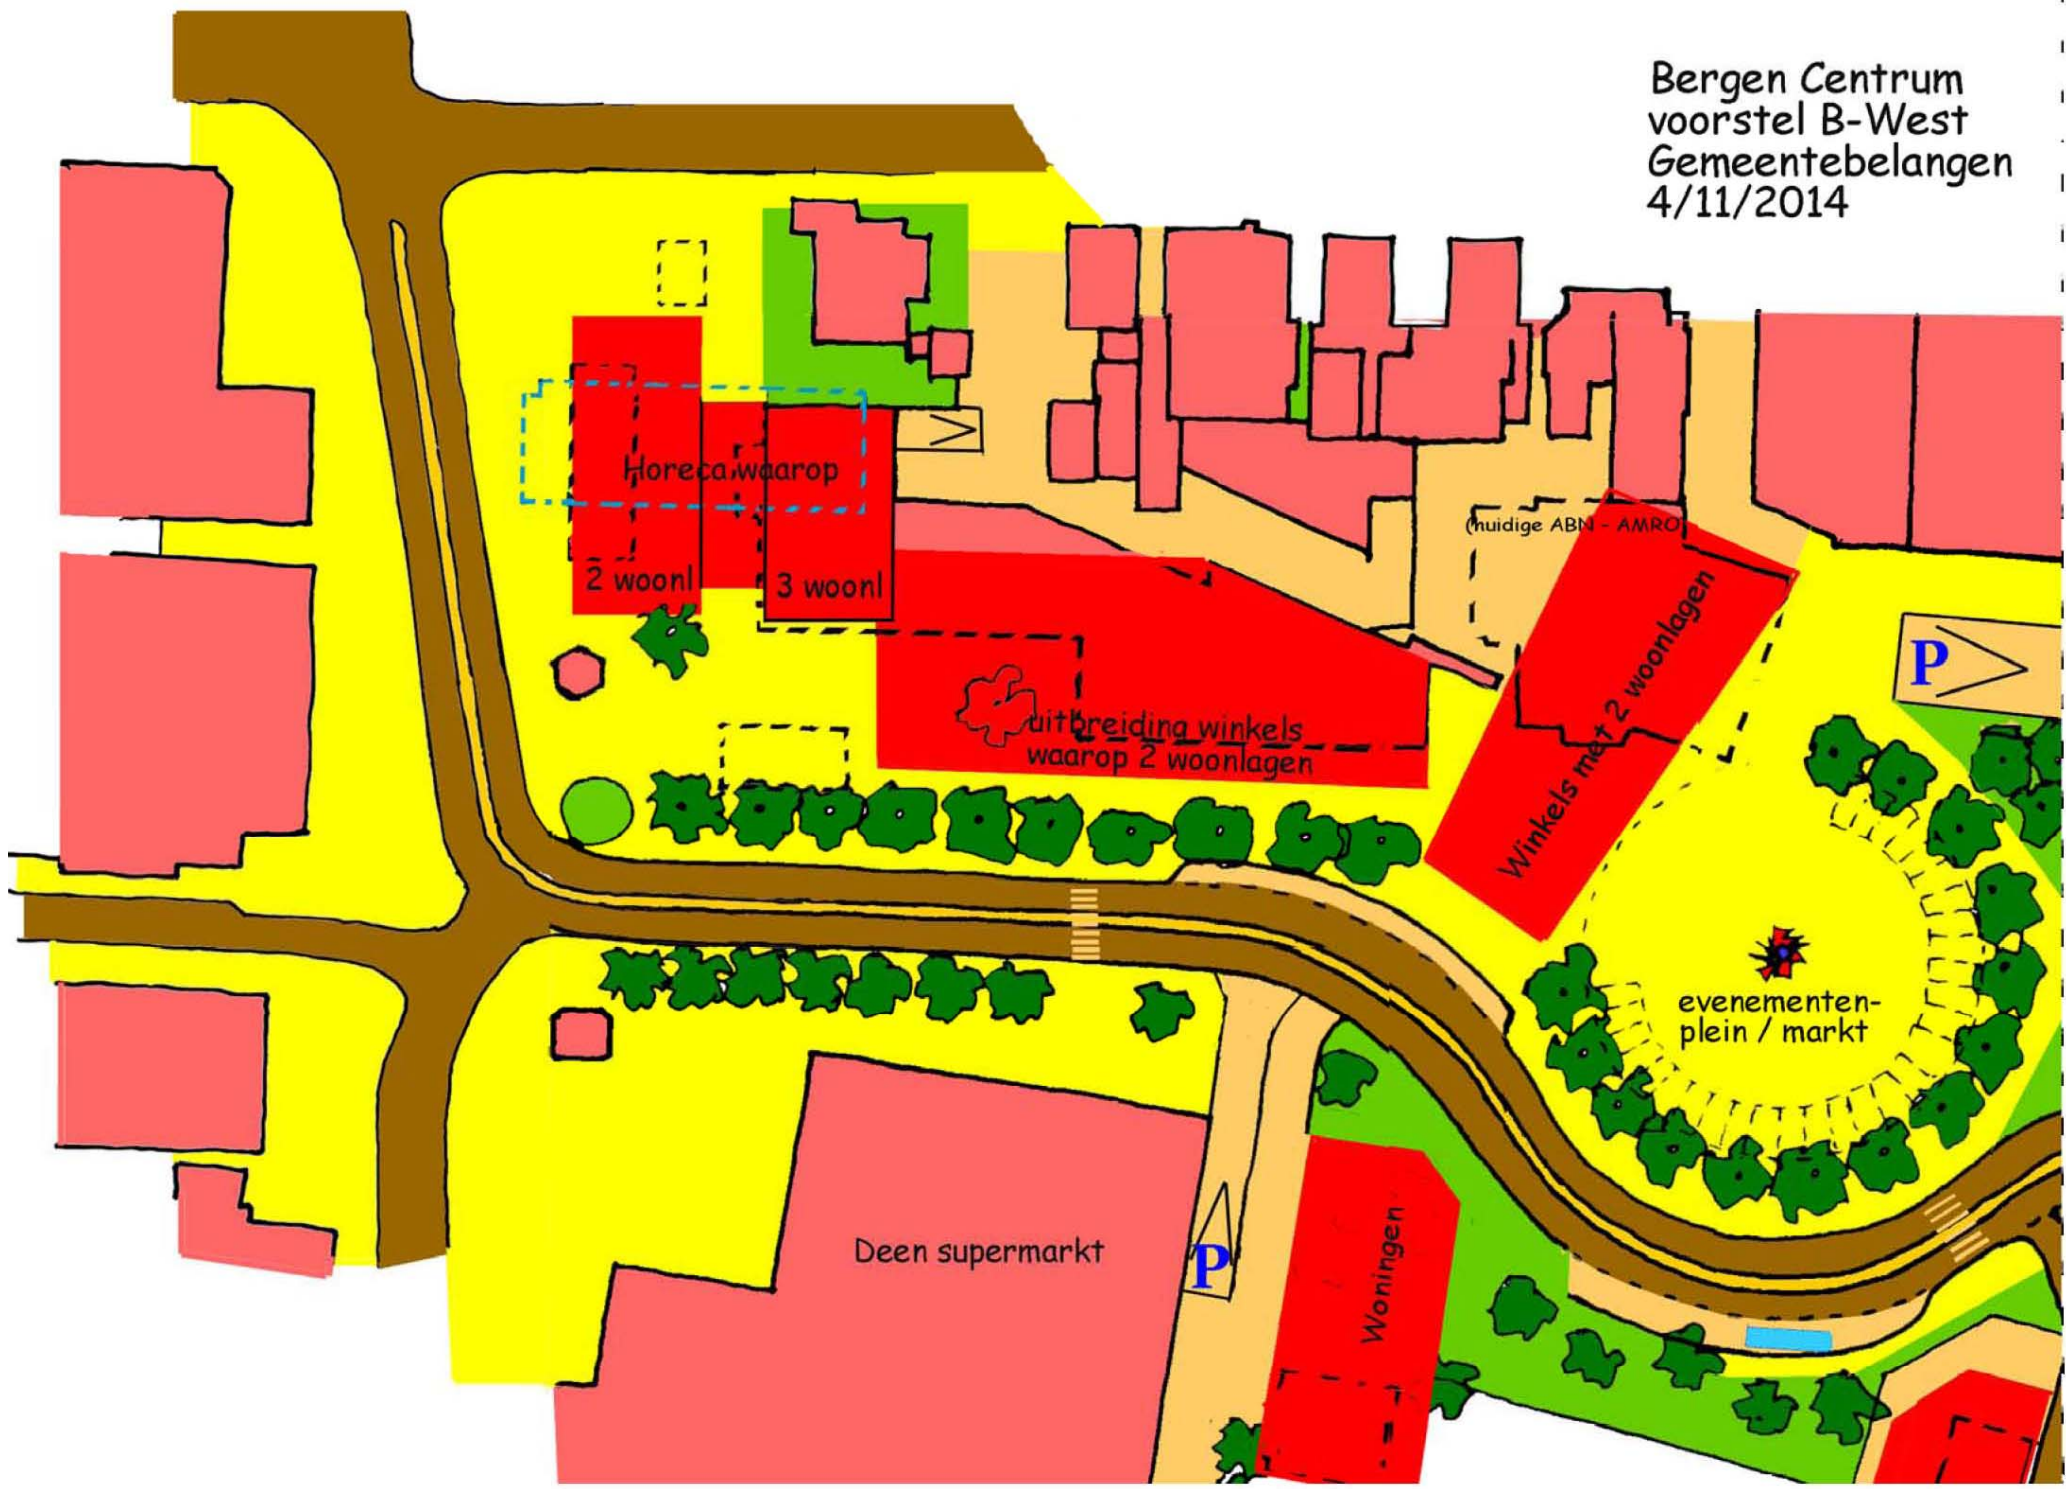 Bergen Centrum
voorstel B-West
Gemeentebelangen
4/11/2014
Horeca waarop
2 woonl
3 woonl
(huidige ABN - AMRO)
uitbreiding winkels
waarop 2 woonlagen
Winkels met 2 woonlagen
P
evenementen-
plein / markt
Deen supermarkt
P
Woningen